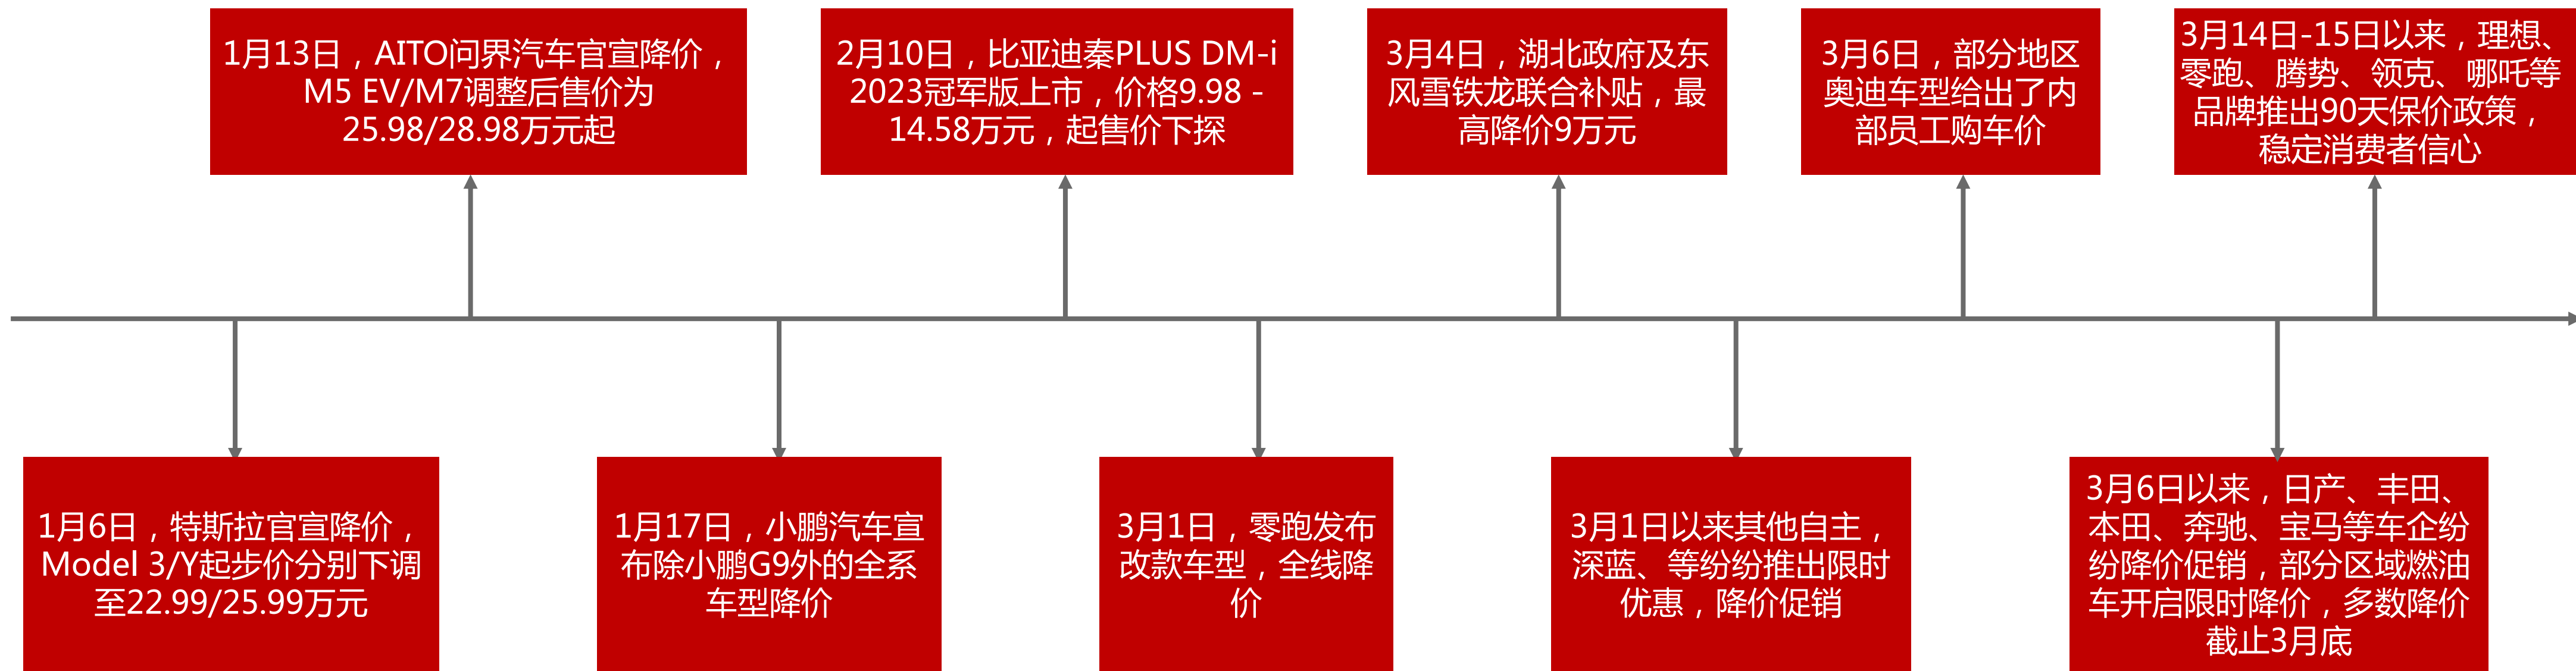 1月13日，AITO问界汽车官宣降价，
M5 EV/M7调整后售价为
25.98/28.98万元起
2月10日，比亚迪秦PLUS DM-i
2023冠军版上市，价格9.98 -
14.58万元，起售价下探
3月4日，湖北政府及东
风雪铁龙联合补贴，最
高降价9万元
3月6日，部分地区
奥迪车型给出了内
部员工购车价
3月14日-15日以来，理想、
零跑、腾势、领克、哪吒等
品牌推出90天保价政策，
稳定消费者信心
1月6日，特斯拉官宣降价，
Model 3/Y起步价分别下调
至22.99/25.99万元
1月17日，小鹏汽车宣
布除小鹏G9外的全系
车型降价
3月1日，零跑发布
改款车型，全线降
价
3月1日以来其他自主，
深蓝、等纷纷推出限时
优惠，降价促销
3月6日以来，日产、丰田、
本田、奔驰、宝马等车企纷
纷降价促销，部分区域燃油
车开启限时降价，多数降价
截止3月底